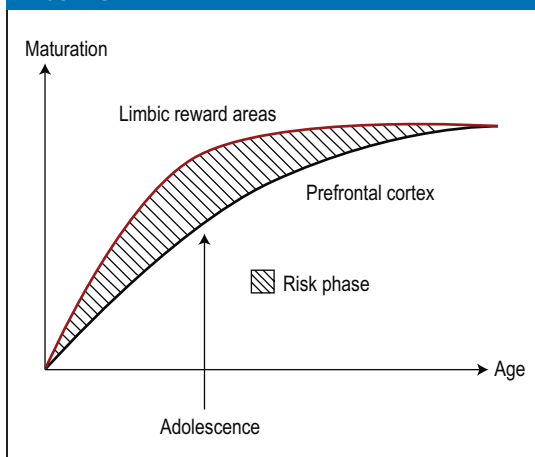 Maturation
Limbic reward areas
Prefrontal cortex
Risk phase
Age
Adolescence